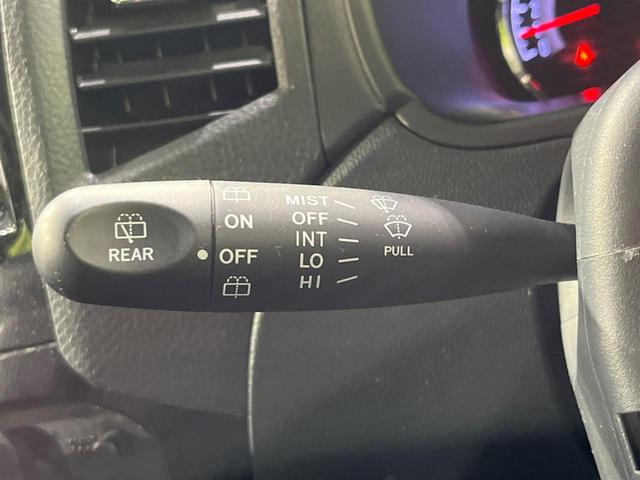 REAR
ON
OFF
MIST
OFF
INT
LO
HI
PULL